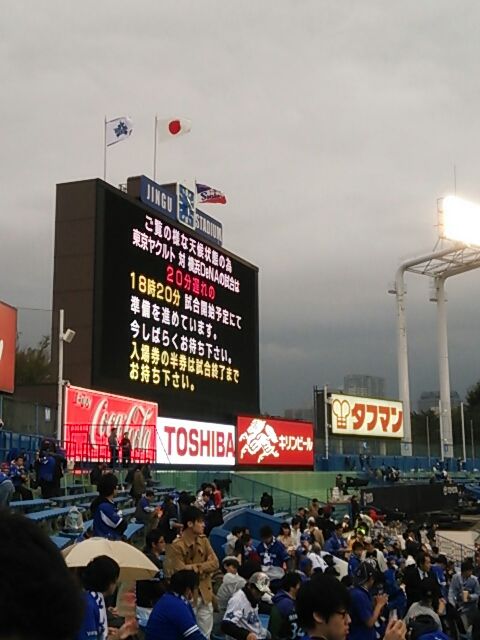 JINGU
STADIUM
ご覧の様な天候状態の為
東京ヤクルト 対 横浜DeNAの試合は
20分遅れの
18時20分 試合開始予定にて
準備を進めています。
今しばらくお待ち下さい。
入場券の半券は試合終了まで
お持ち下さい。
Enjoy
Coca-Cola
TOSHIBA
キリンビール
タフマン